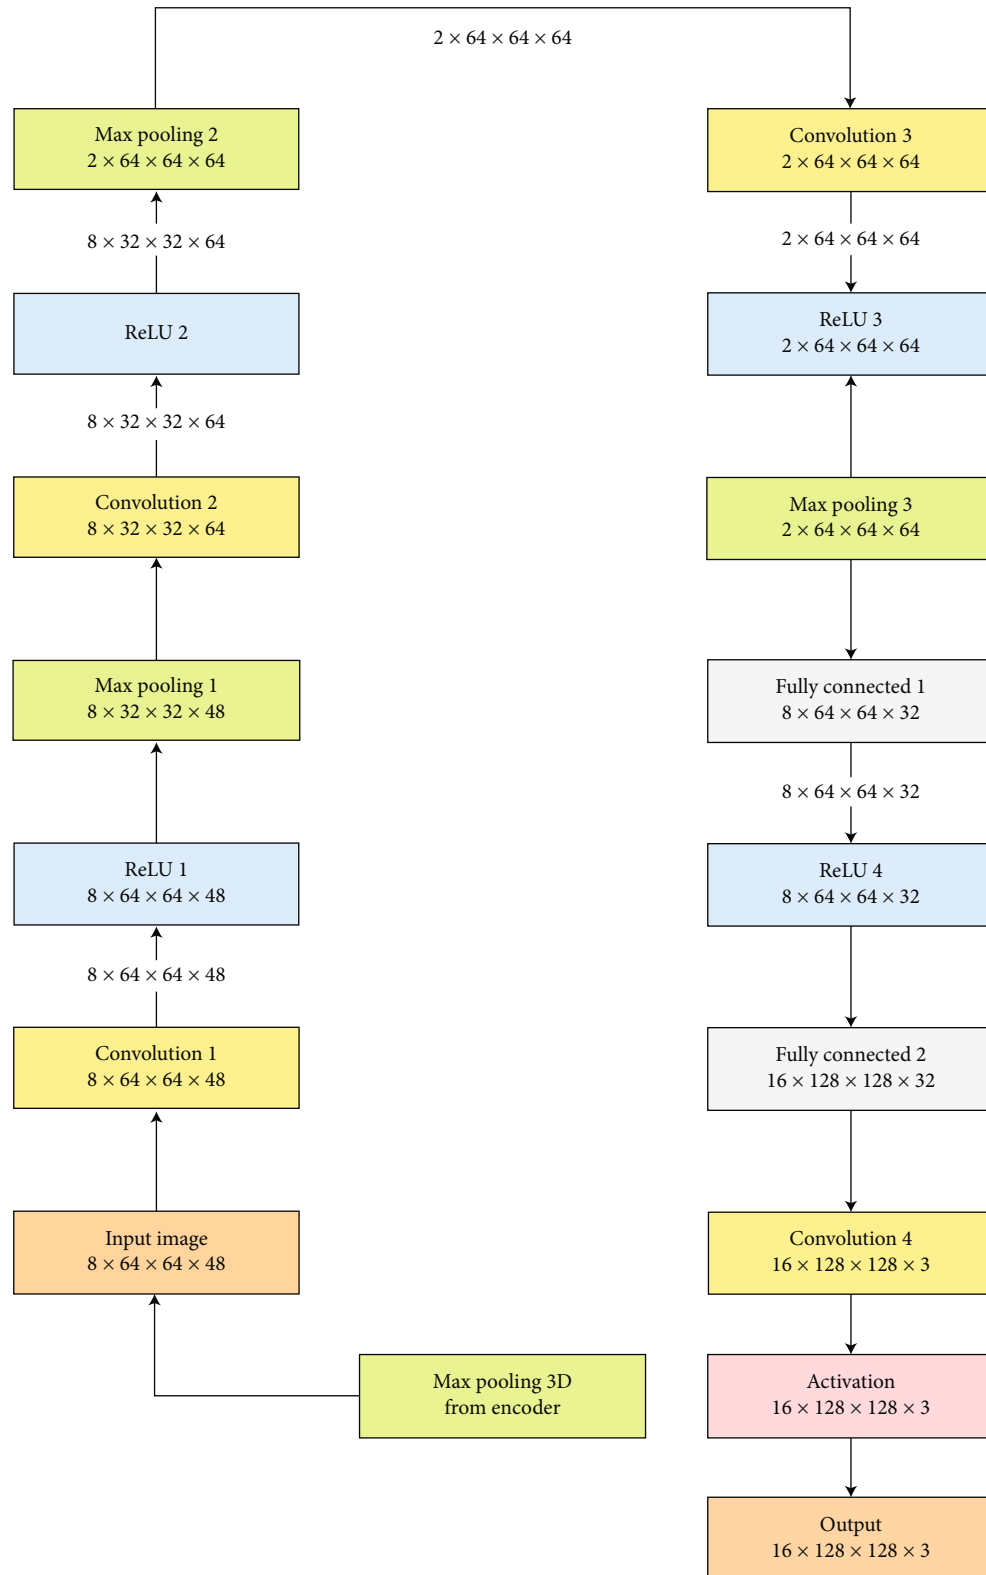 2 × 64 × 64 × 64
Max pooling 2
2 × 64 × 64 × 64
8 × 32 × 32 × 64
ReLU 2
8 × 32 × 32 × 64
Convolution 2
8 × 32 × 32 × 64
Max pooling 1
8 × 32 × 32 × 48
ReLU 1
8 × 64 × 64 × 48
8 × 64 × 64 × 48
Convolution 1
8 × 64 × 64 × 48
Input image
8 × 64 × 64 × 48
Max pooling 3D
from encoder
Convolution 3
2 × 64 × 64 × 64
2 × 64 × 64 × 64
ReLU 3
2 × 64 × 64 × 64
Max pooling 3
2 × 64 × 64 × 64
Fully connected 1
8 × 64 × 64 × 32
8 × 64 × 64 × 32
ReLU 4
8 × 64 × 64 × 32
Fully connected 2
16 × 128 × 128 × 32
Convolution 4
16 × 128 × 128 × 3
Activation
16 × 128 × 128 × 3
Output
16 × 128 × 128 × 3